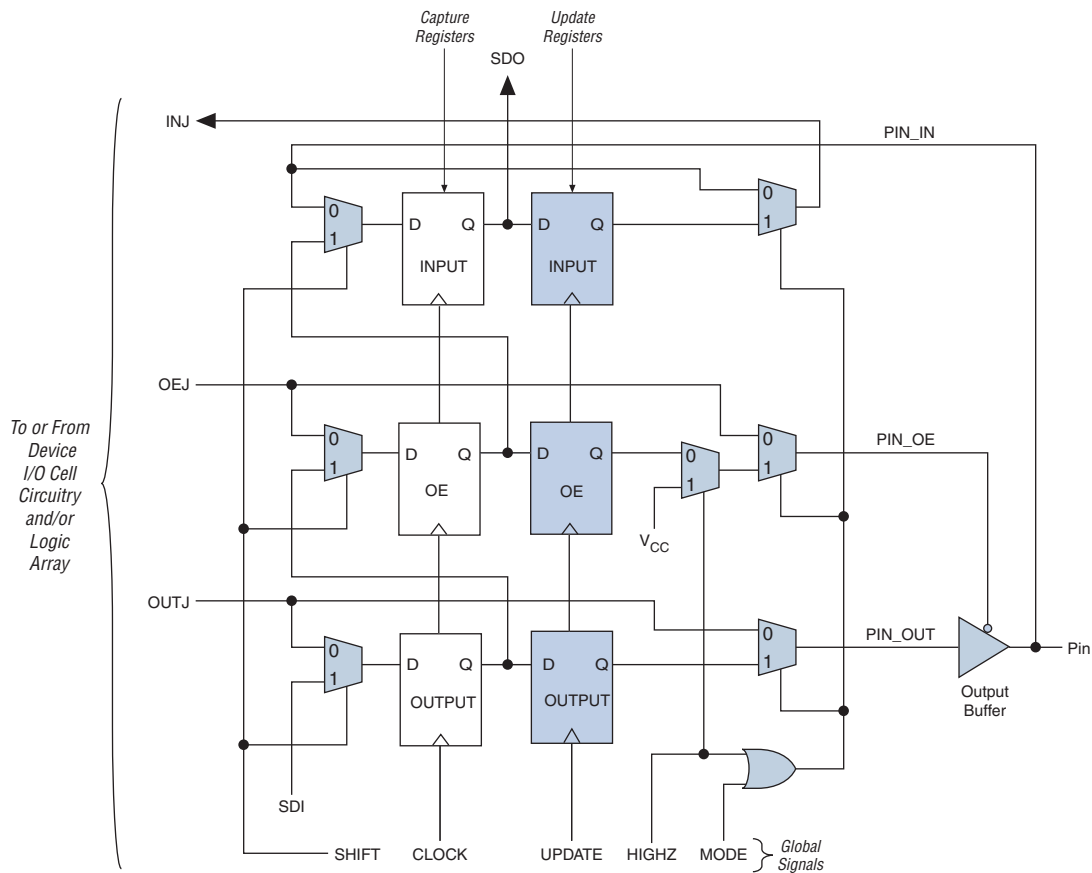 Capture
Registers
Update
Registers
SDO
INJ
PIN_IN
0
1
D Q
INPUT
D Q
INPUT
0
1
OEJ
To or From
Device
I/O Cell
Circuitry
and/or
Logic
Array
0
1
D Q
OE
D Q
OE
0
1
0
1
PIN_OE
VCC
OUTJ
0
1
D Q
OUTPUT
D Q
OUTPUT
0
1
PIN_OUT
Pin
Output
Buffer
SDI
SHIFT
CLOCK
UPDATE
HIGHZ
MODE
Global
Signals